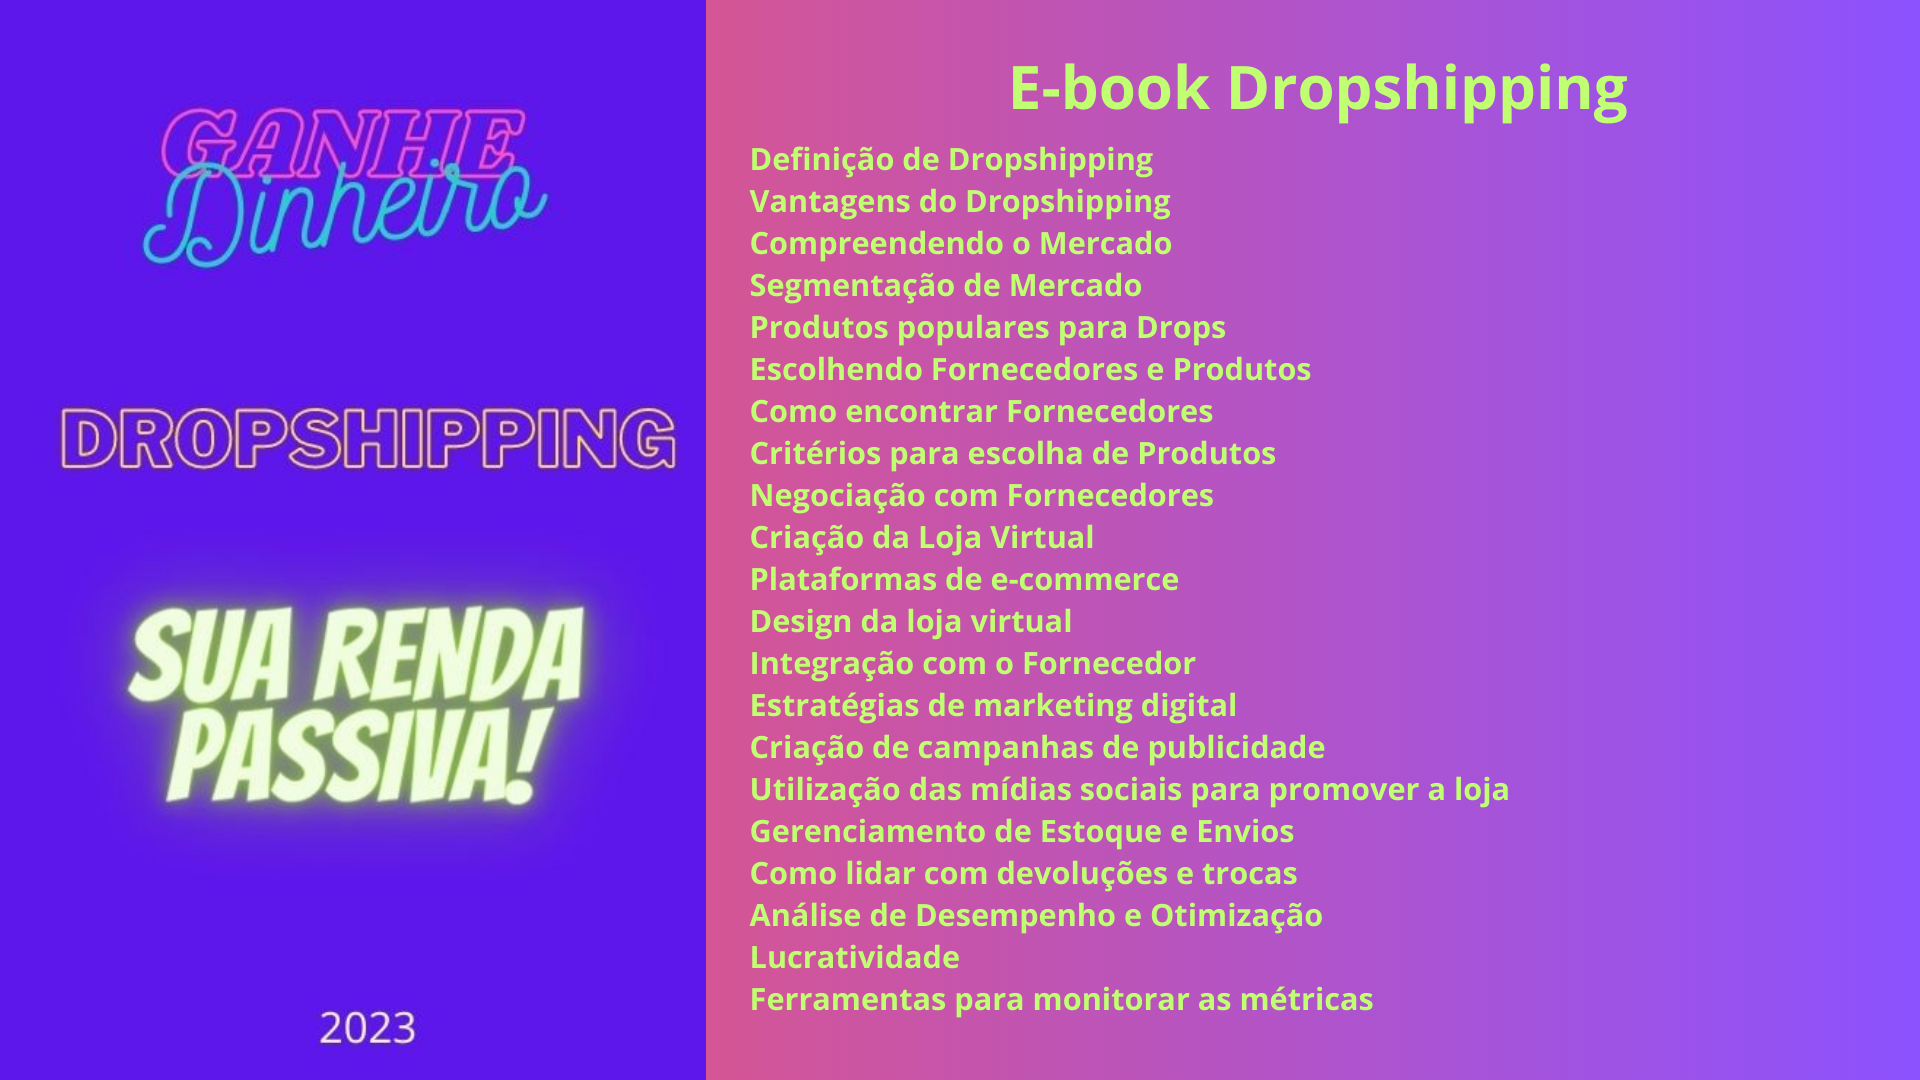 GANHE
Dinheiro
DROPSHIPPING
SUA RENDA
PASSIVA!
2023
E-book Dropshipping
Definição de Dropshipping
Vantagens do Dropshipping
Compreendendo o Mercado
Segmentação de Mercado
Produtos populares para Drops
Escolhendo Fornecedores e Produtos
Como encontrar Fornecedores
Critérios para escolha de Produtos
Negociação com Fornecedores
Criação da Loja Virtual
Plataformas de e-commerce
Design da loja virtual
Integração com o Fornecedor
Estratégias de marketing digital
Criação de campanhas de publicidade
Utilização das mídias sociais para promover a loja
Gerenciamento de Estoque e Envios
Como lidar com devoluções e trocas
Análise de Desempenho e Otimização
Lucratividade
Ferramentas para monitorar as métricas